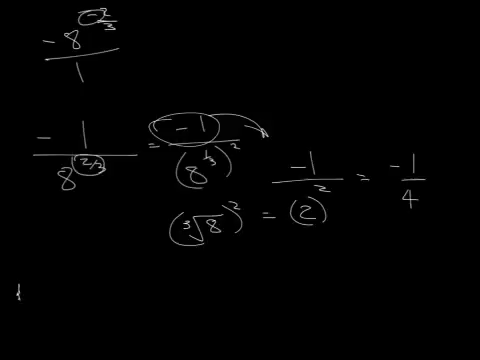 -8^(-2/3) / 1
-1 / 8^(2/3) = -1 / (8^(1/3))^2
-1 / (2)^2 = -1 / 4
(∛8)^2 = (2)^2